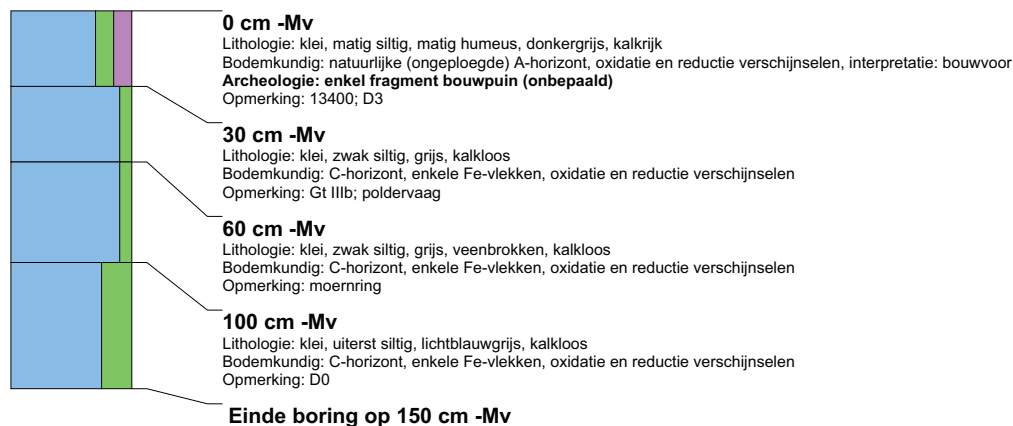 0 cm -Mv
Lithologie: klei, matig siltig, matig humeus, donkergrijs, kalkrijk
Bodemkundig: natuurlijke (ongeploegde) A-horizont, oxidatie en reductie verschijnselen, interpretatie: bouwvoor
Archeologie: enkel fragment bouwpuin (onbepaald)
Opmerking: 13400; D3
30 cm -Mv
Lithologie: klei, zwak siltig, grijs, kalkloos
Bodemkundig: C-horizont, enkele Fe-vlekken, oxidatie en reductie verschijnselen
Opmerking: Gt IIIb; poldervaag
60 cm -Mv
Lithologie: klei, zwak siltig, grijs, veenbrokken, kalkloos
Bodemkundig: C-horizont, enkele Fe-vlekken, oxidatie en reductie verschijnselen
Opmerking: moernring
100 cm -Mv
Lithologie: klei, uiterst siltig, lichtblauwgrijs, kalkloos
Bodemkundig: C-horizont, enkele Fe-vlekken, oxidatie en reductie verschijnselen
Opmerking: D0
Einde boring op 150 cm -Mv